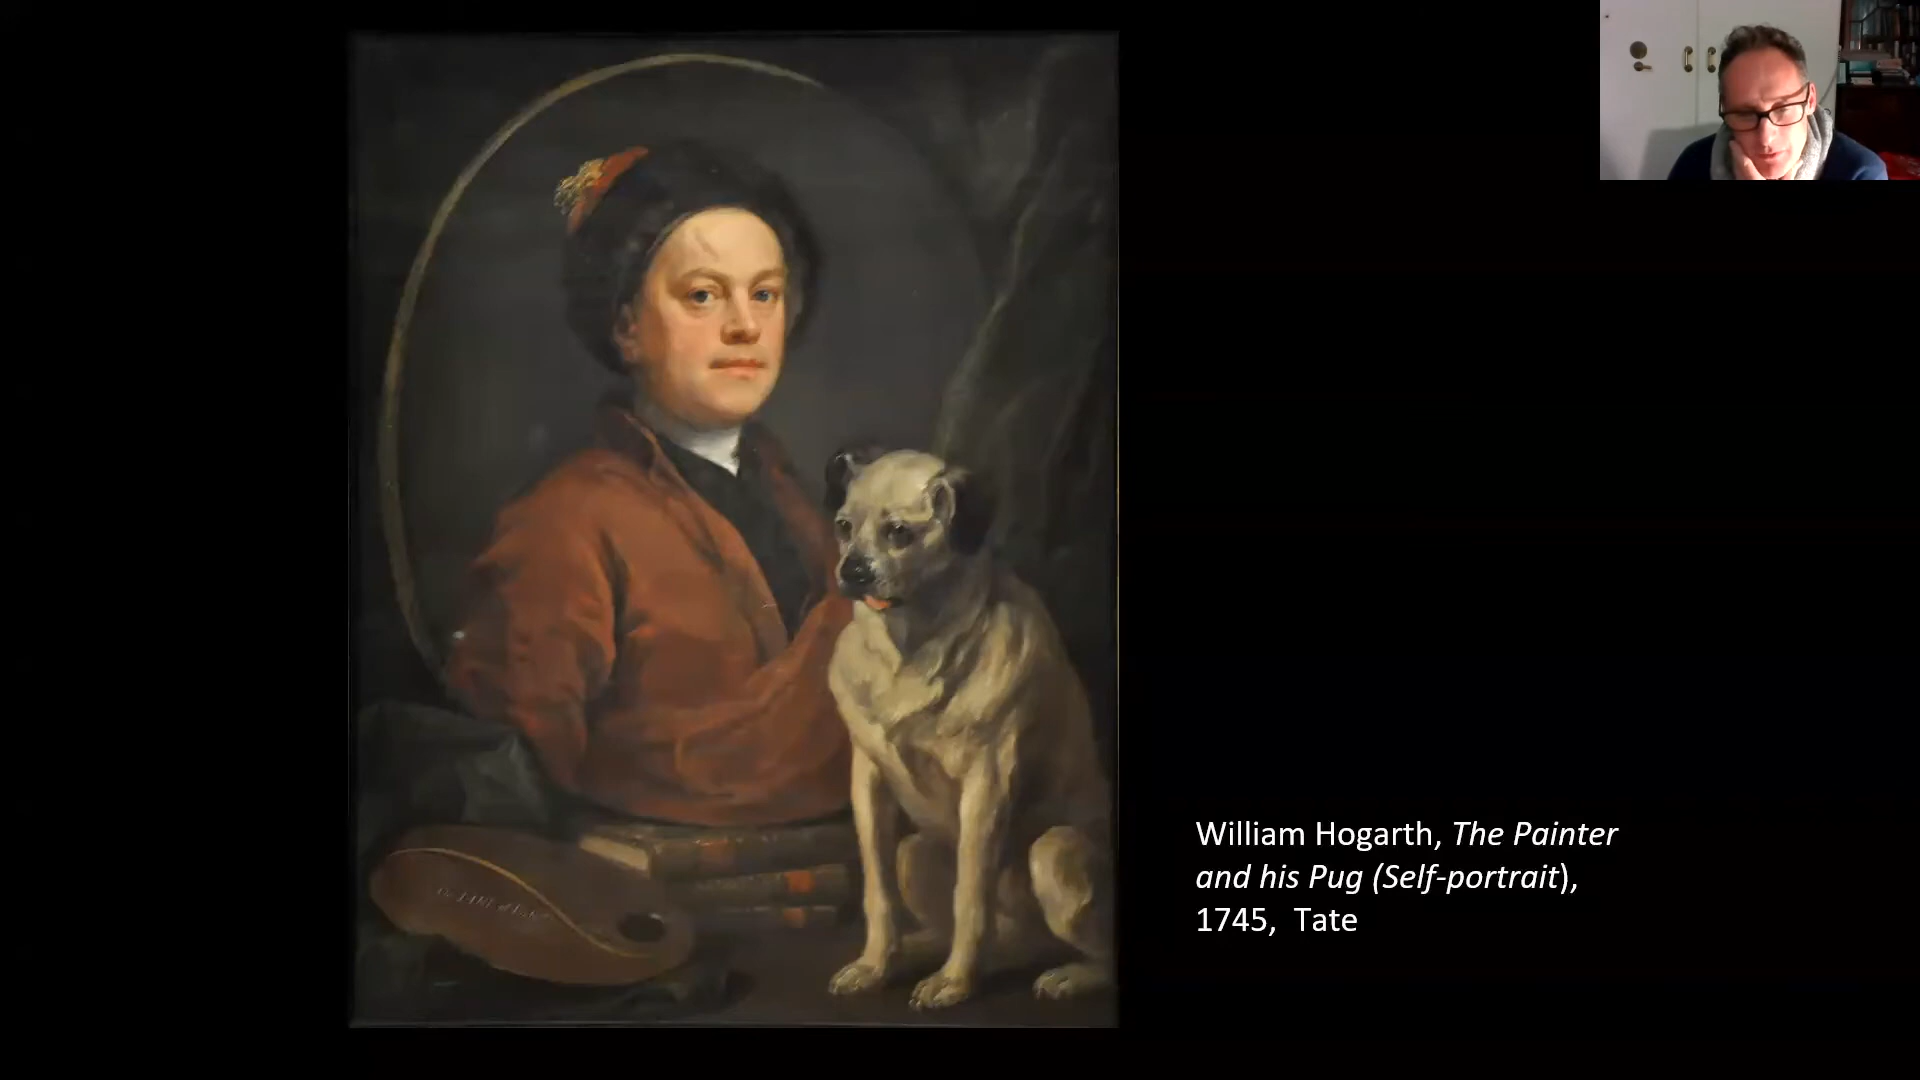 William Hogarth, The Painter
and his Pug (Self-portrait),
1745, Tate